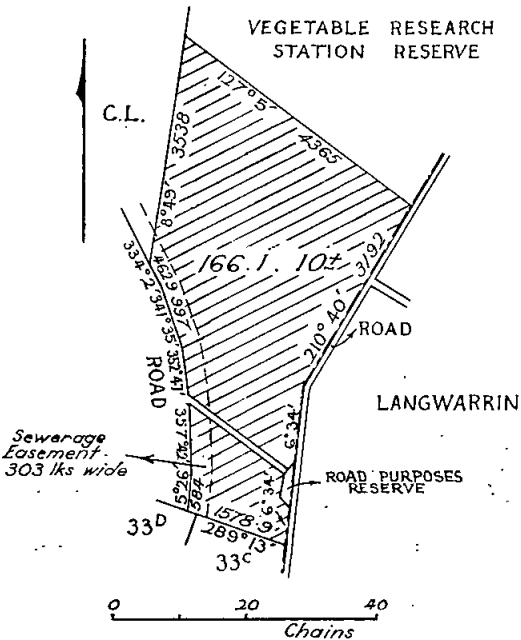 VEGETABLE RESEARCH
STATION RESERVE
C.L.
127° 5'
4365
3538
8° 49'
166. 1. 10±
3192
210° 40'
ROAD
334° 2'
341° 35'
352° 47'
462·9
997
ROAD
LANGWARRIN
6° 34'
Sewerage
Easement
303 lks wide
ROAD PURPOSES
RESERVE
6° 34'
5° 26'
584
1578·9
289° 13'
33D
33C
0 20 40
Chains